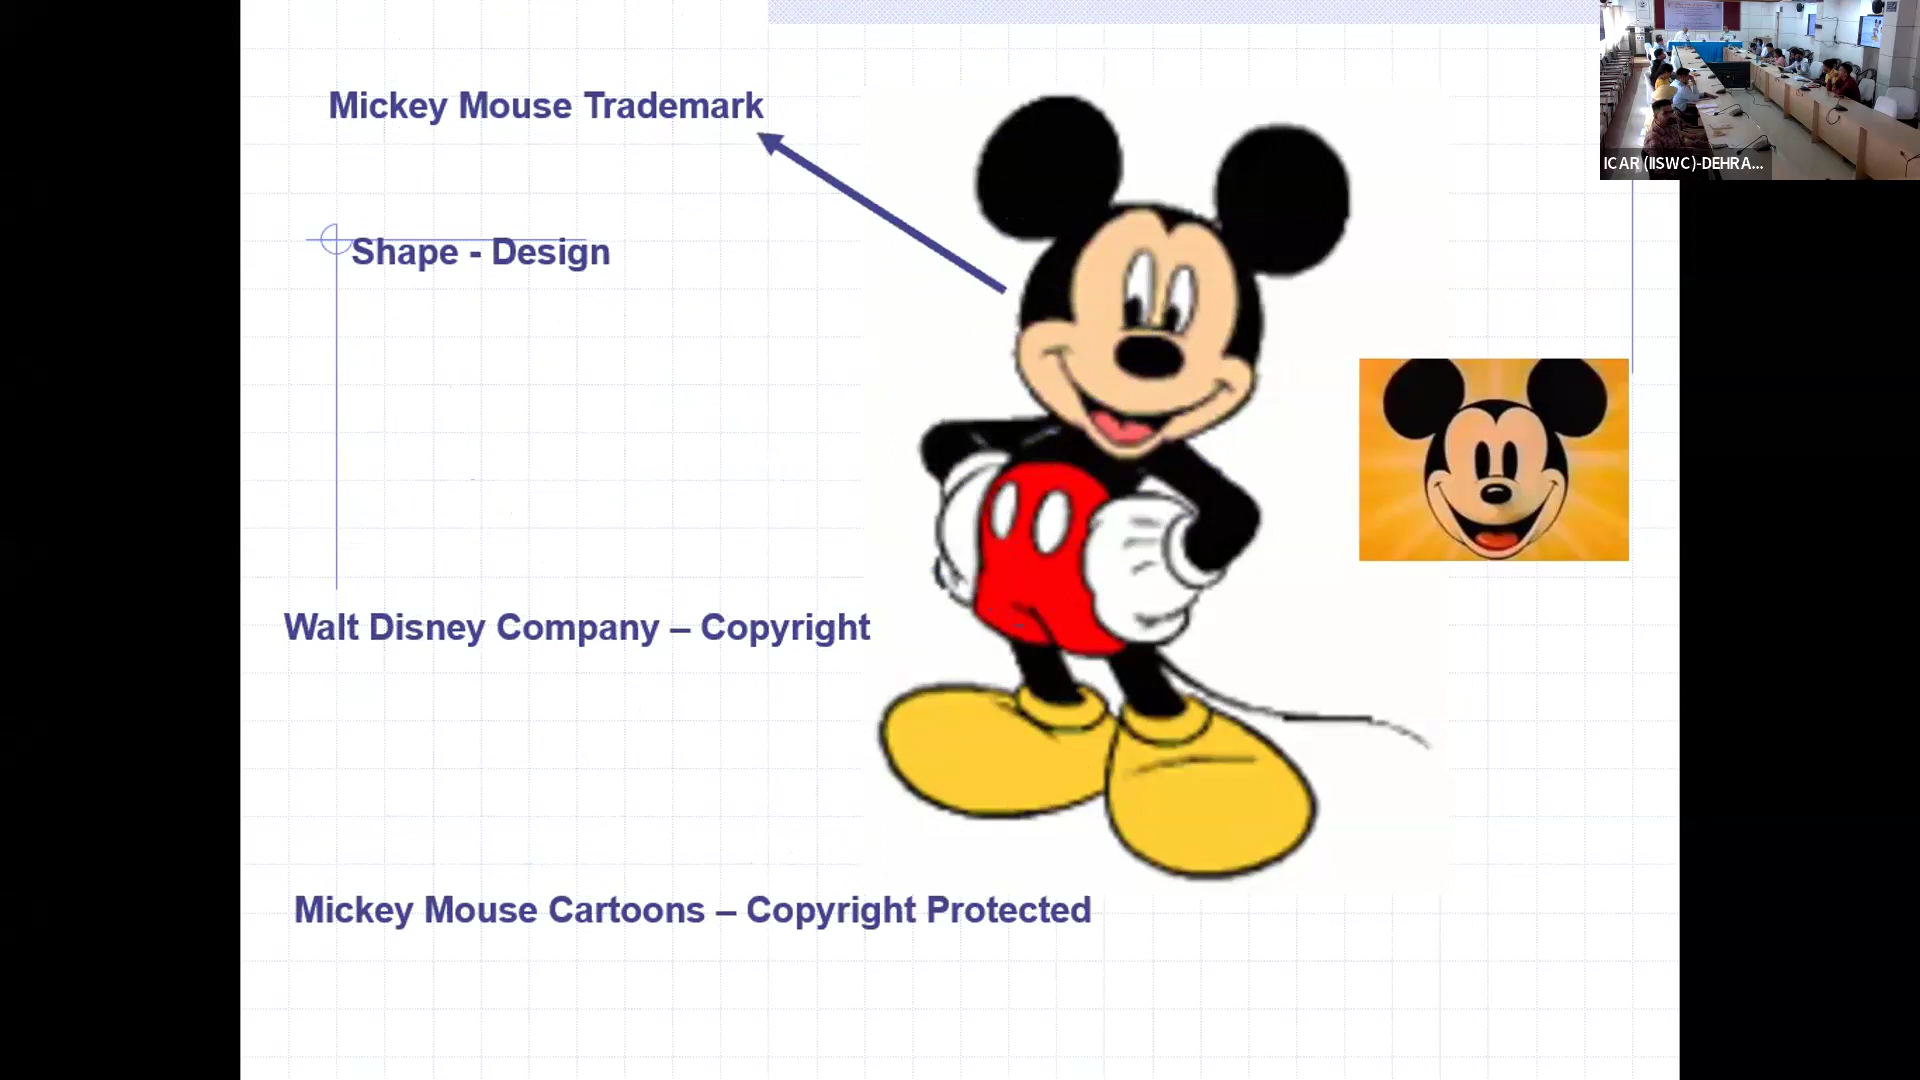 Mickey Mouse Trademark
Shape - Design
Walt Disney Company – Copyright
Mickey Mouse Cartoons – Copyright Protected
ICAR (IISWC)-DEHRA...